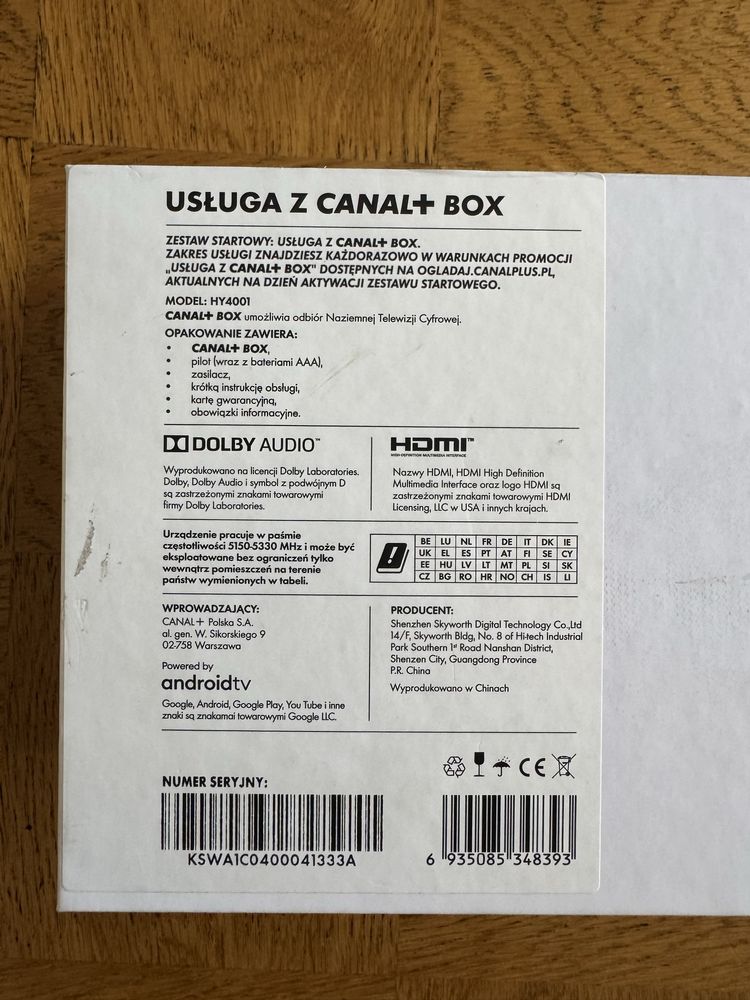 USŁUGA Z CANAL+ BOX
ZESTAW STARTOWY: USŁUGA Z CANAL+ BOX.
ZAKRES USŁUGI ZNAJDZIESZ KAŻDORAZOWO W WARUNKACH PROMOCJI
„USŁUGA Z CANAL+ BOX" DOSTĘPNYCH NA OGLADAJ.CANALPLUS.PL,
AKTUALNYCH NA DZIEŃ AKTYWACJI ZESTAWU STARTOWEGO.
MODEL: HY4001
CANAL+ BOX umożliwia odbiór Naziemnej Telewizji Cyfrowej.
OPAKOWANIE ZAWIERA:
• CANAL+ BOX,
• pilot (wraz z bateriami AAA),
• zasilacz,
• krótką instrukcję obsługi,
• kartę gwarancyjną,
• obowiązki informacyjne.
DOLBY AUDIO™
Wyprodukowano na licencji Dolby Laboratories.
Dolby, Dolby Audio i symbol z podwójnym D
są zastrzeżonymi znakami towarowymi
firmy Dolby Laboratories.
HDMI™
HIGH-DEFINITION MULTIMEDIA INTERFACE
Nazwy HDMI, HDMI High Definition
Multimedia Interface oraz logo HDMI są
zastrzeżonymi znakami towarowymi HDMI
Licensing, LLC w USA i innych krajach.
Urządzenie pracuje w paśmie
częstotliwości 5150-5330 MHz i może być
eksploatowane bez ograniczeń tylko
wewnątrz pomieszczeń na terenie
państw wymienionych w tabeli.
BE LU NL FR DE IT DK IE
UK EL ES PT AT FI SE CY
EE HU LV LT MT PL SI SK
CZ BG RO HR NO CH IS LI
WPROWADZAJĄCY:
CANAL+ Polska S.A.
al. gen. W. Sikorskiego 9
02-758 Warszawa
Powered by
androidtv
Google, Android, Google Play, You Tube i inne
znaki są znakamai towarowymi Google LLC.
PRODUCENT:
Shenzhen Skyworth Digital Technology Co.,Ltd
14/F, Skyworth Bldg, No. 8 of Hi-tech Industrial
Park Southern 1st Road Nanshan District,
Shenzen City, Guangdong Province
P.R. China
Wyprodukowano w Chinach
CE
NUMER SERYJNY:
KSWA1C0400041333A
6 935085 348393